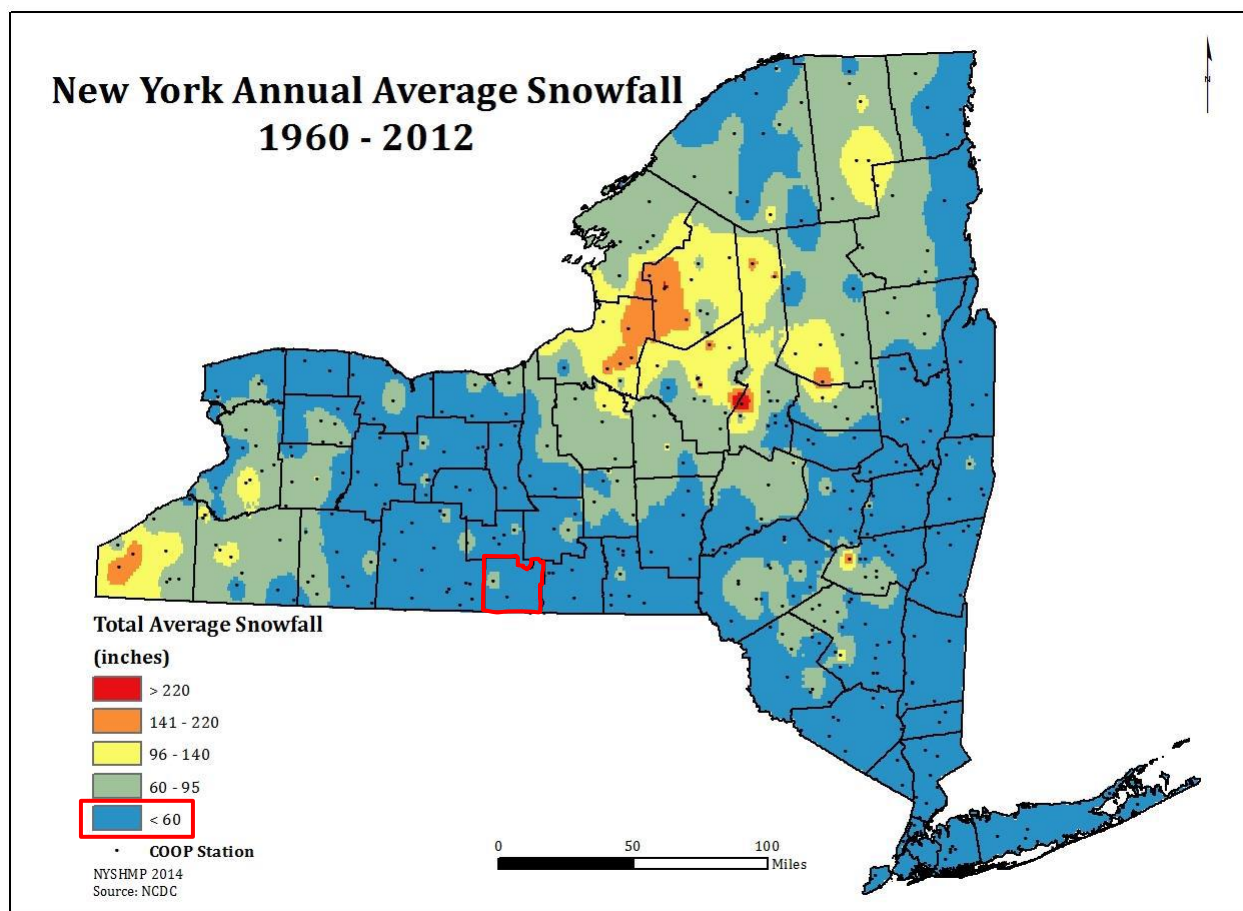 New York Annual Average Snowfall
1960 - 2012
N
Total Average Snowfall
(inches)
> 220
141 - 220
96 - 140
60 - 95
< 60
COOP Station
NYSHMP 2014
Source: NCDC
0 50 100
Miles